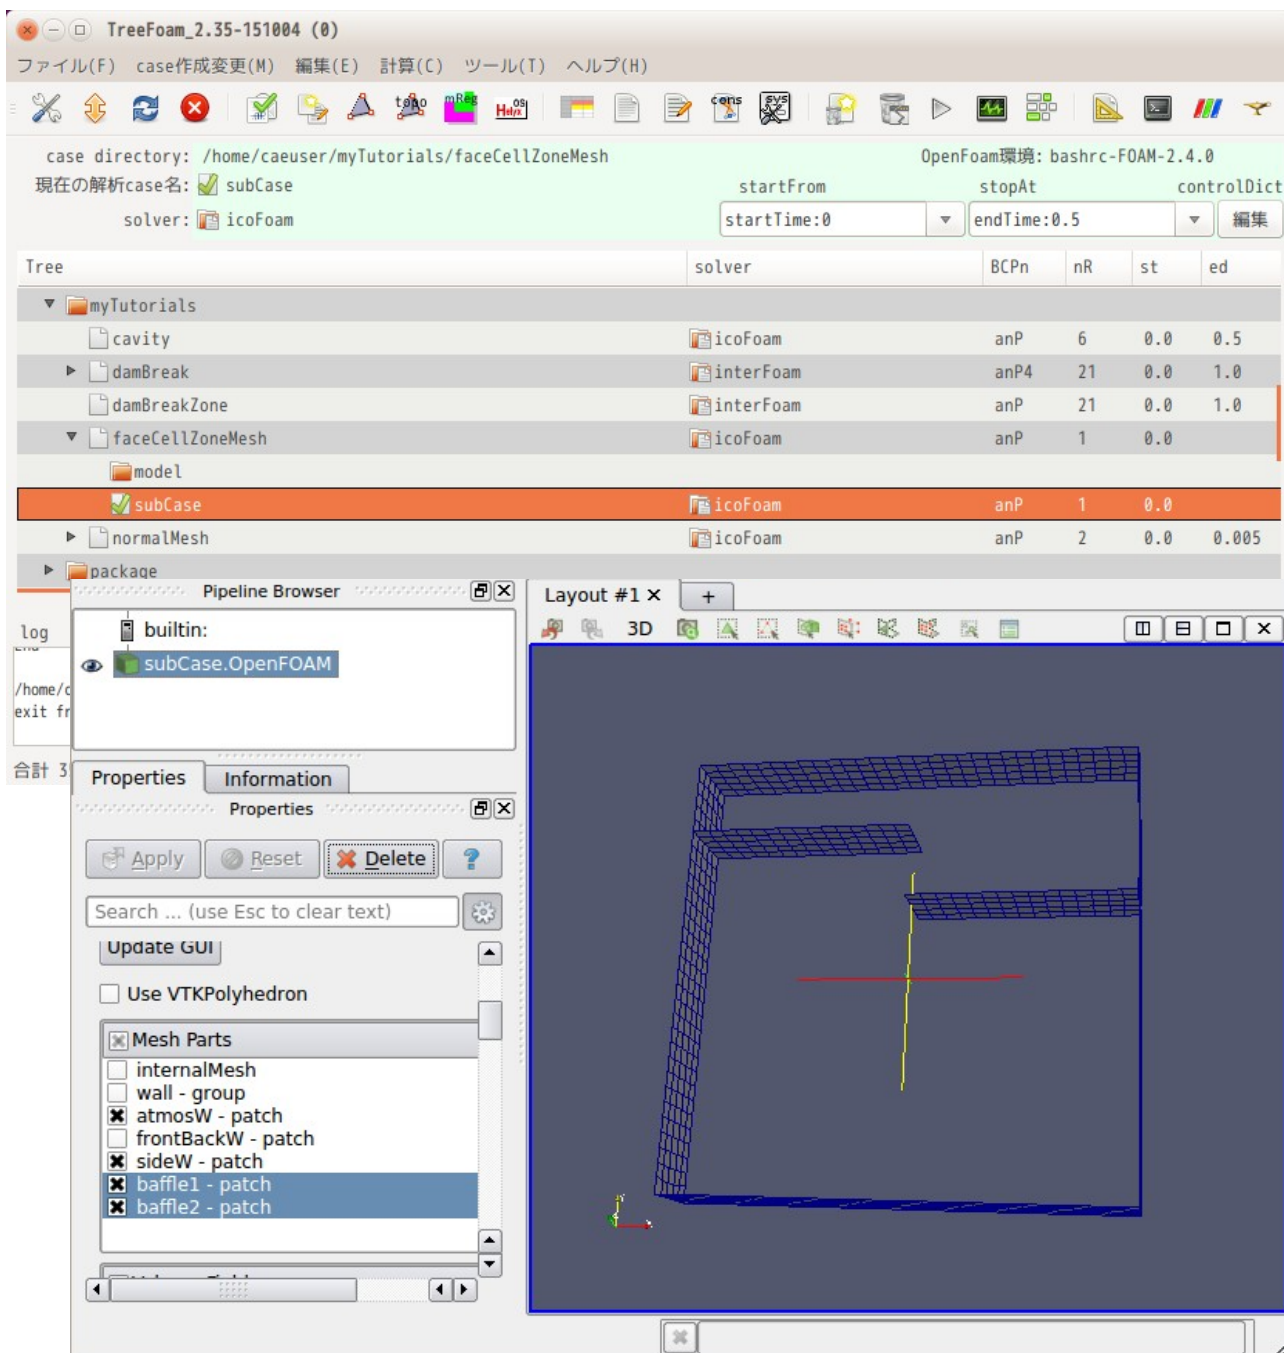 TreeFoam_2.35-151004 (0)
ファイル(F) case作成変更(M) 編集(E) 計算(C) ツール(T) ヘルプ(H)
topo mReg Helyx OS cons sys
case directory: /home/caeuser/myTutorials/faceCellZoneMesh OpenFoam環境: bashrc-FOAM-2.4.0
現在の解析case名: subCase startFrom stopAt controlDict
solver: icoFoam startTime:0 endTime:0.5 編集
Tree solver BCPn nR st ed
myTutorials
cavity icoFoam anP 6 0.0 0.5
damBreak interFoam anP4 21 0.0 1.0
damBreakZone interFoam anP 21 0.0 1.0
faceCellZoneMesh icoFoam anP 1 0.0
model
subCase icoFoam anP 1 0.0
normalMesh icoFoam anP 2 0.0 0.005
package
Pipeline Browser
Layout #1 +
log
builtin:
3D
subCase.OpenFOAM
/home/c
exit fr
合計 3
Properties Information
Properties
Apply Reset Delete ?
Search ... (use Esc to clear text)
Update GUI
Use VTKPolyhedron
Mesh Parts
internalMesh
wall - group
atmosW - patch
frontBackW - patch
sideW - patch
baffle1 - patch
baffle2 - patch